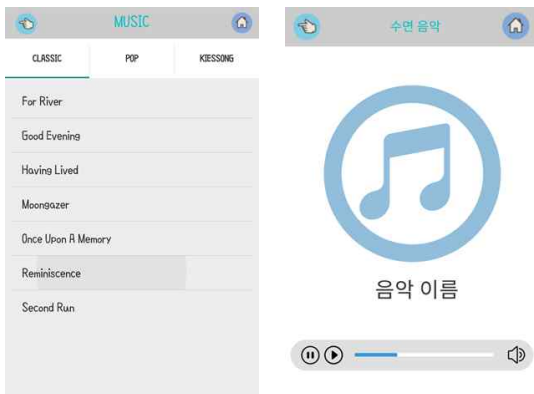 MUSIC
CLASSIC POP KIESSONG
For River
Good Evening
Having Lived
Moongazer
Once Upon A Memory
Reminiscence
Second Run
수면 음악
음악 이름